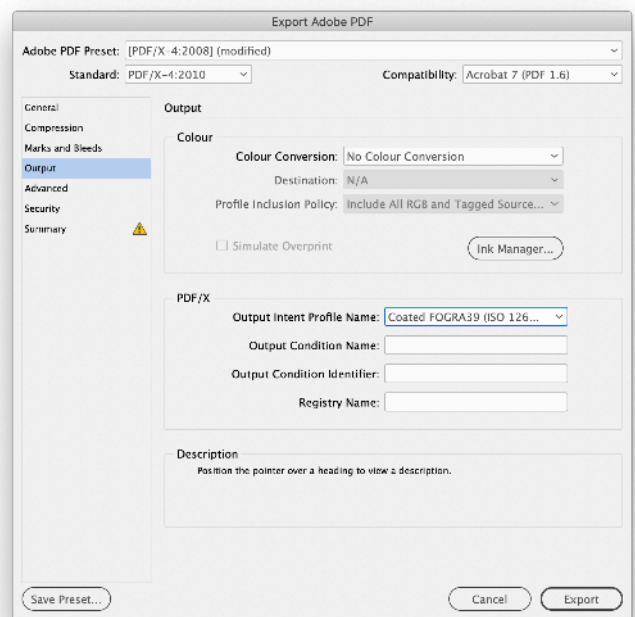 Export Adobe PDF
Adobe PDF Preset: [PDF/X-4:2008] (modified)
Standard: PDF/X-4:2010 Compatibility: Acrobat 7 (PDF 1.6)
General
Compression
Marks and Bleeds
Output
Advanced
Security
Summary
Output
Colour
Colour Conversion: No Colour Conversion
Destination: N/A
Profile Inclusion Policy: Include All RGB and Tagged Source...
Simulate Overprint
Ink Manager...
PDF/X
Output Intent Profile Name: Coated FOGRA39 (ISO 126...
Output Condition Name:
Output Condition Identifier:
Registry Name:
Description
Position the pointer over a heading to view a description.
Save Preset...
Cancel
Export